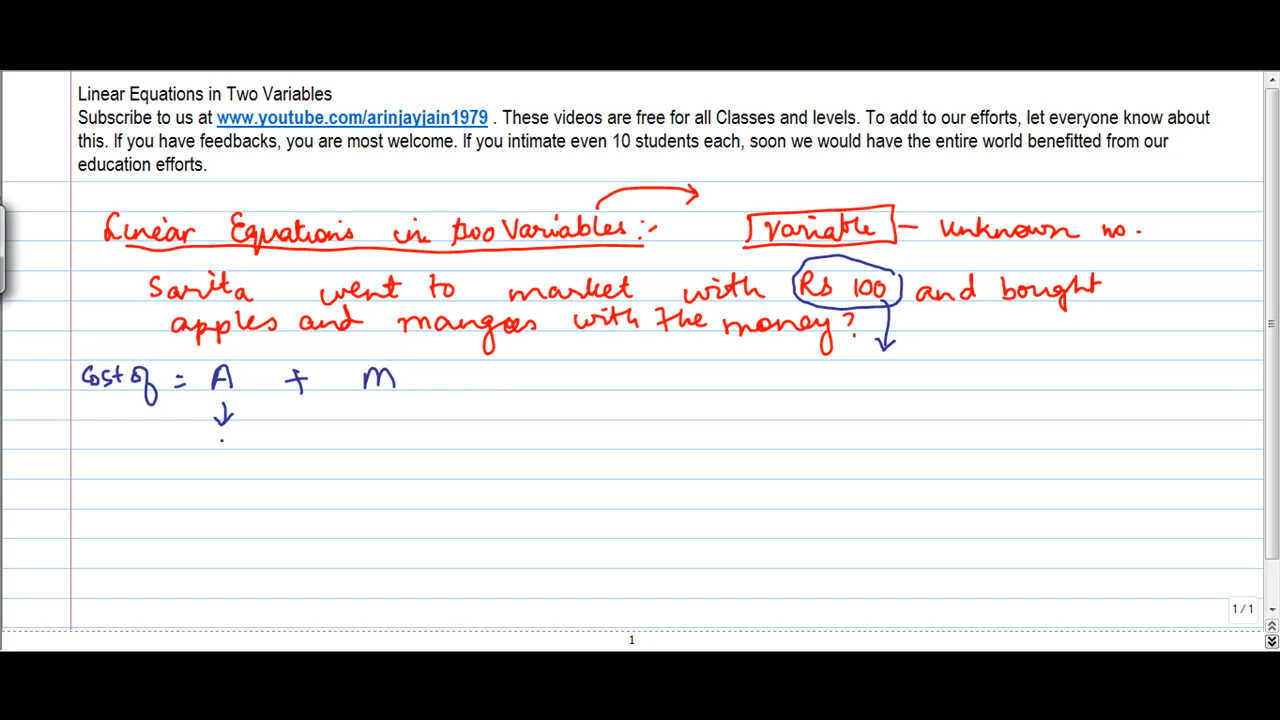 Linear Equations in Two Variables
Subscribe to us at www.youtube.com/arinjayjain1979 . These videos are free for all Classes and levels. To add to our efforts, let everyone know about
this. If you have feedbacks, you are most welcome. If you intimate even 10 students each, soon we would have the entire world benefitted from our
education efforts.
Linear Equations in two Variables :- Variable - Unknown no.
Sarita went to market with Rs 100 and bought
apples and mangoes with the money?
Cost of = A + M
1 / 1
1